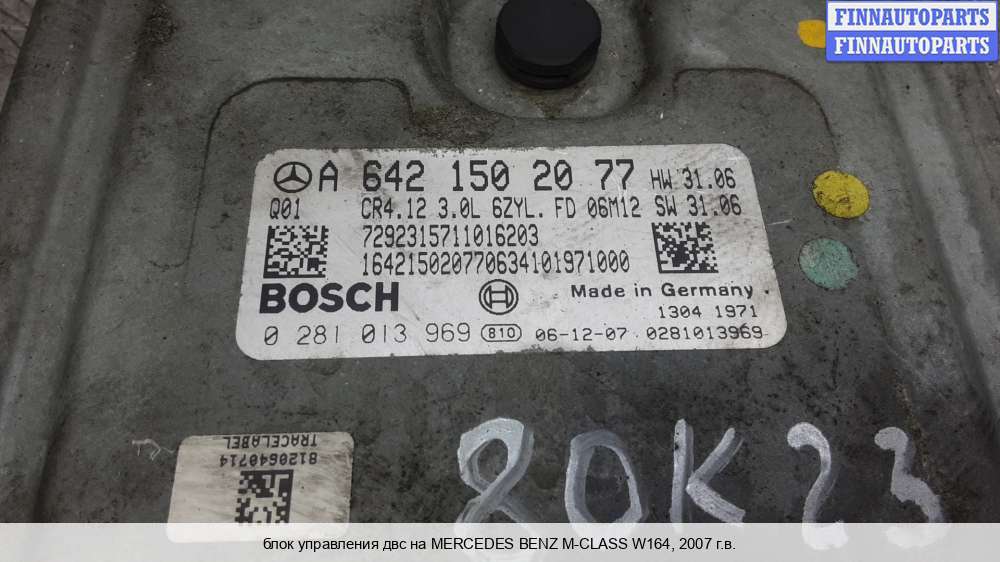 FINNAUTOPARTS
FINNAUTOPARTS
A 642 150 20 77 HW 31.06
Q01 CR4.12 3.0L 6ZYL. FD 06M12 SW 31.06
7292315711016203
16421502077063410197​1000
BOSCH Made in Germany
1304 1971
0 281 013 969 810 06-12-07 0281013969
TRACELABEL
8120640714
80K23
блок управления двс на MERCEDES BENZ M-CLASS W164, 2007 г.в.